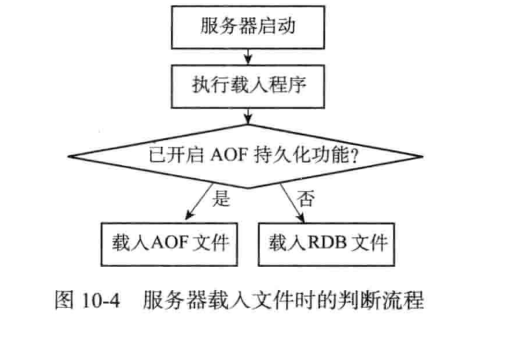 服务器启动
执行载入程序
已开启 AOF 持久化功能?
是
否
载入AOF 文件
载入RDB 文件
图 10-4 服务器载入文件时的判断流程